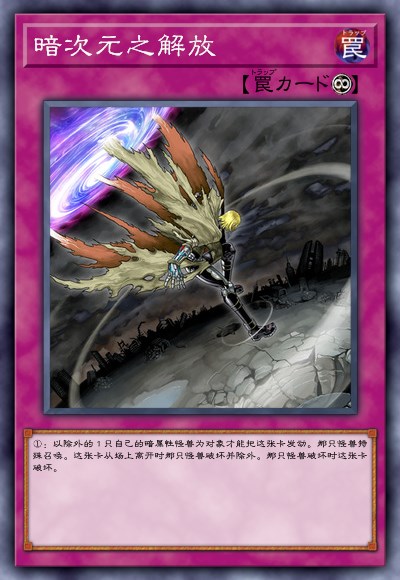 暗次元之解放
罠
トラップ
【罠カード】
トラップ
①：以除外的1只自己的暗属性怪兽为对象才能把这张卡发动。那只怪兽特
殊召唤。这张卡从场上离开时那只怪兽破坏并除外。那只怪兽破坏时这张卡
破坏。